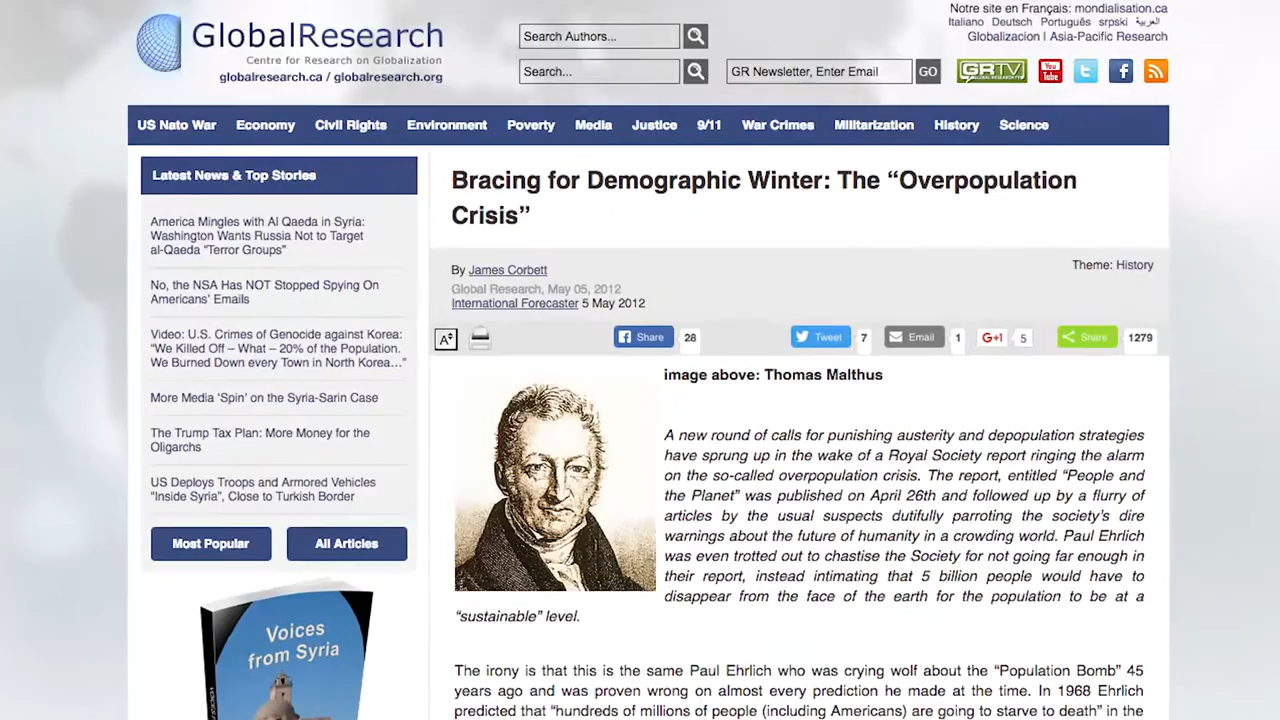 GlobalResearch
Centre for Research on Globalization
globalresearch.ca / globalresearch.org
Search Authors...
Search...
GR Newsletter, Enter Email
GO
Notre site en Français: mondialisation.ca
Italiano Deutsch Português srpski العربية
Globalizacion | Asia-Pacific Research
GRTV
You
Tube
US Nato War Economy Civil Rights Environment Poverty Media Justice 9/11 War Crimes Militarization History Science
Latest News & Top Stories
America Mingles with Al Qaeda in Syria:
Washington Wants Russia Not to Target
al-Qaeda “Terror Groups”
No, the NSA Has NOT Stopped Spying On
Americans’ Emails
Video: U.S. Crimes of Genocide against Korea:
“We Killed Off – What – 20% of the Population.
We Burned Down every Town in North Korea…”
More Media ‘Spin’ on the Syria-Sarin Case
The Trump Tax Plan: More Money for the
Oligarchs
US Deploys Troops and Armored Vehicles
“Inside Syria”, Close to Turkish Border
Most Popular
All Articles
Voices
from Syria
Bracing for Demographic Winter: The “Overpopulation
Crisis”
By James Corbett
Theme: History
Global Research, May 05, 2012
International Forecaster 5 May 2012
A
Share 28
Tweet 7
Email 1
G+1 5
Share 1279
image above: Thomas Malthus
A new round of calls for punishing austerity and depopulation strategies
have sprung up in the wake of a Royal Society report ringing the alarm
on the so-called overpopulation crisis. The report, entitled “People and
the Planet” was published on April 26th and followed up by a flurry of
articles by the usual suspects dutifully parroting the society’s dire
warnings about the future of humanity in a crowding world. Paul Ehrlich
was even trotted out to chastise the Society for not going far enough in
their report, instead intimating that 5 billion people would have to
disappear from the face of the earth for the population to be at a
“sustainable” level.
The irony is that this is the same Paul Ehrlich who was crying wolf about the “Population Bomb” 45
years ago and was proven wrong on almost every prediction he made at the time. In 1968 Ehrlich
predicted that “hundreds of millions of people (including Americans) are going to starve to death” in the